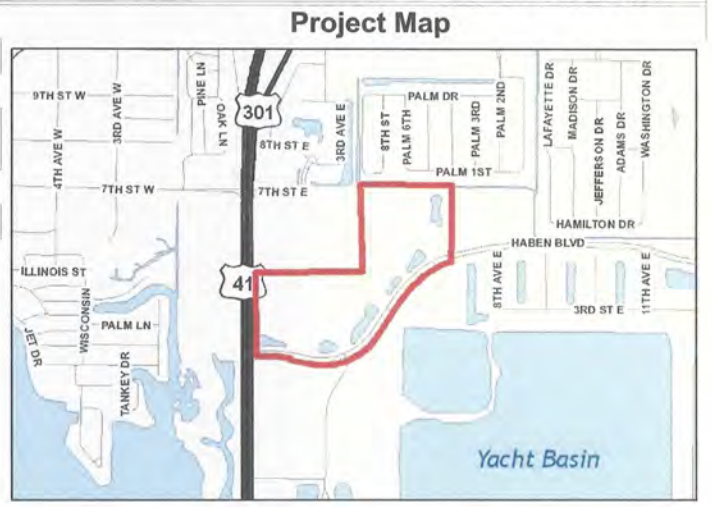 Project Map
9TH ST W
4TH AVE W
3RD AVE W
PINE LN
OAK LN
301
8TH ST E
3RD AVE E
7TH ST W
7TH ST E
PALM DR
8TH ST
PALM 6TH
PALM 3RD
PALM 2ND
PALM 1ST
LAFAYETTE DR
MADISON DR
JEFFERSON DR
ADAMS DR
WASHINGTON DR
HAMILTON DR
HABEN BLVD
ILLINOIS ST
41
WISCONSIN
PALM LN
JET DR
TANKEY DR
8TH AVE E
3RD ST E
11TH AVE E
Yacht Basin